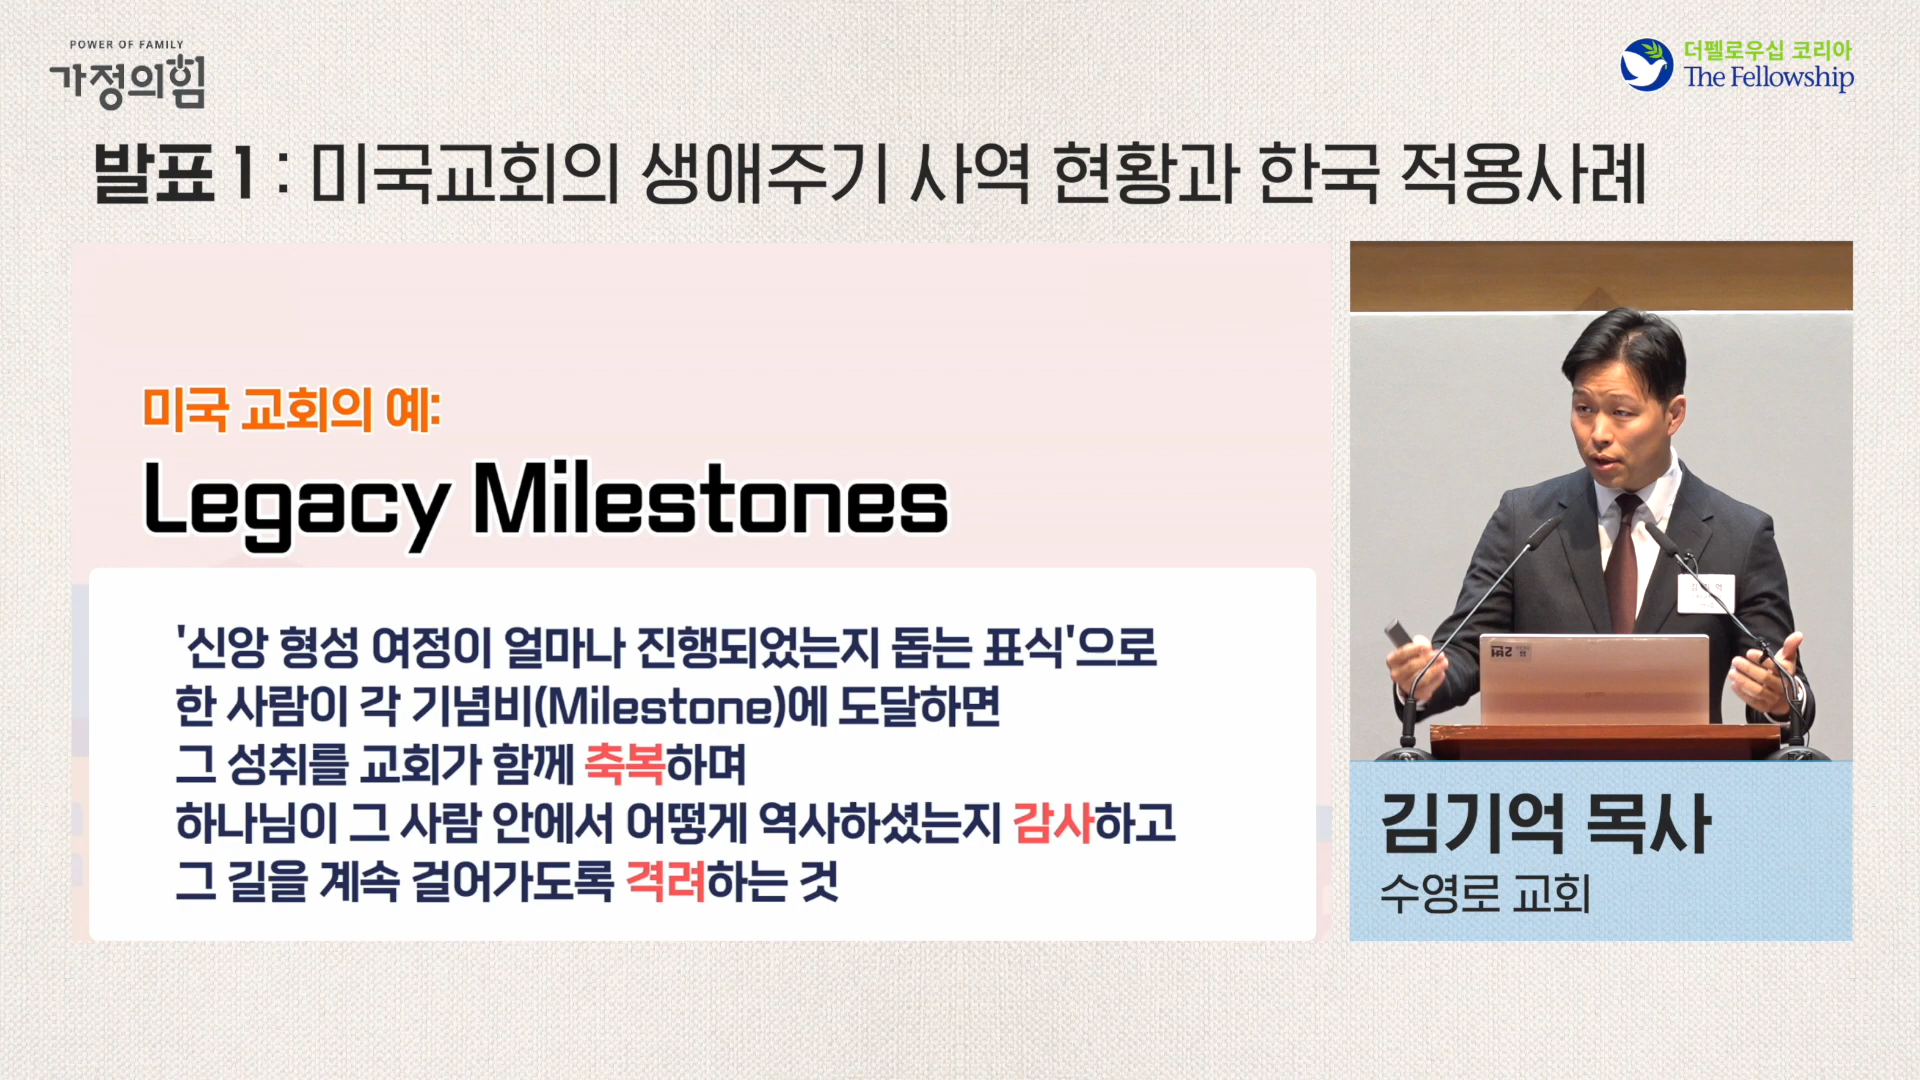 POWER OF FAMILY
가정의힘
더펠로우십 코리아
The Fellowship
발표 1 : 미국교회의 생애주기 사역 현황과 한국 적용사례
미국 교회의 예:
Legacy Milestones
'신앙 형성 여정이 얼마나 진행되었는지 돕는 표식'으로
한 사람이 각 기념비(Milestone)에 도달하면
그 성취를 교회가 함께 축복하며
하나님이 그 사람 안에서 어떻게 역사하셨는지 감사하고
그 길을 계속 걸어가도록 격려하는 것
김기억 목사
수영로 교회